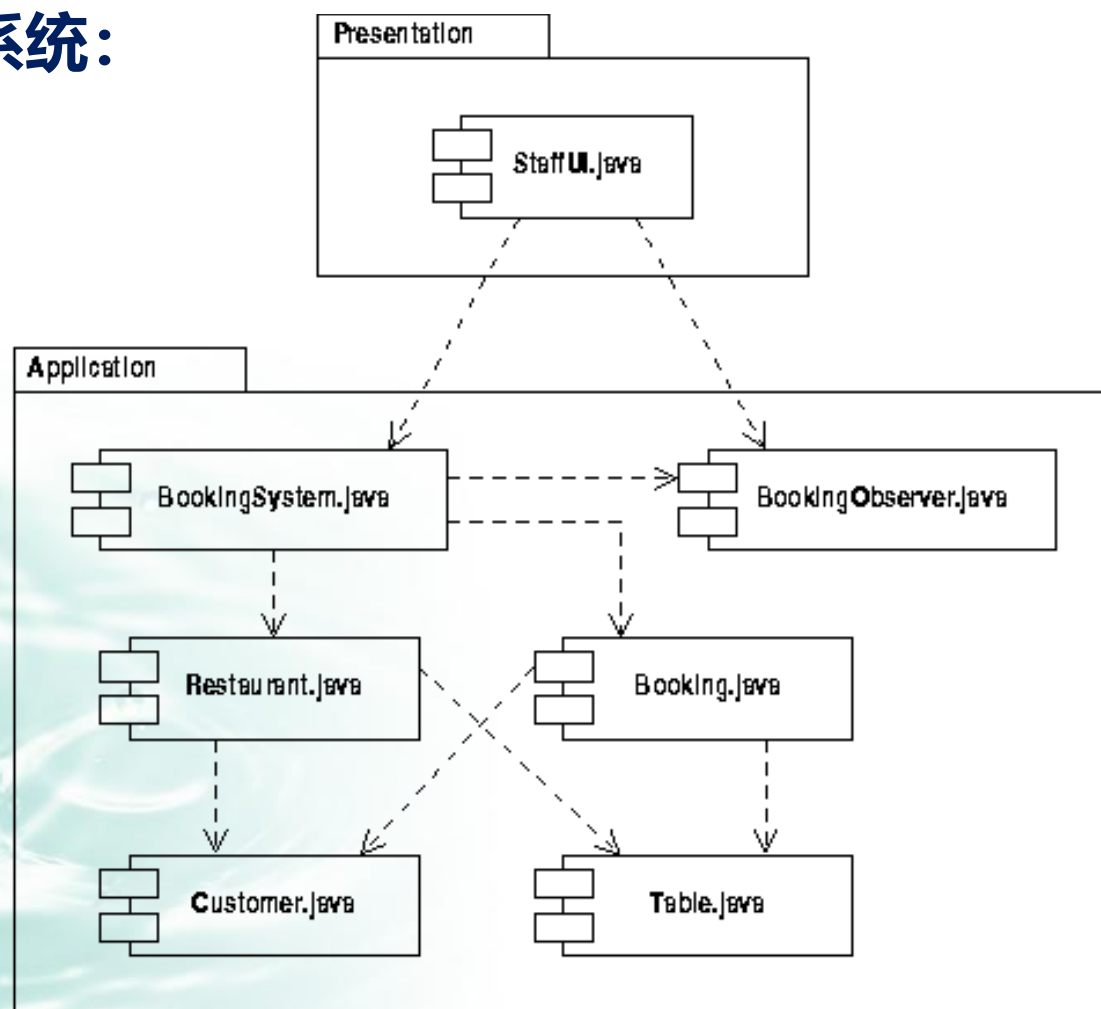 系统：
Presentation
StaffUI.java
Application
BookingSystem.java
BookingObserver.java
Restaurant.java
Booking.java
Customer.java
Table.java